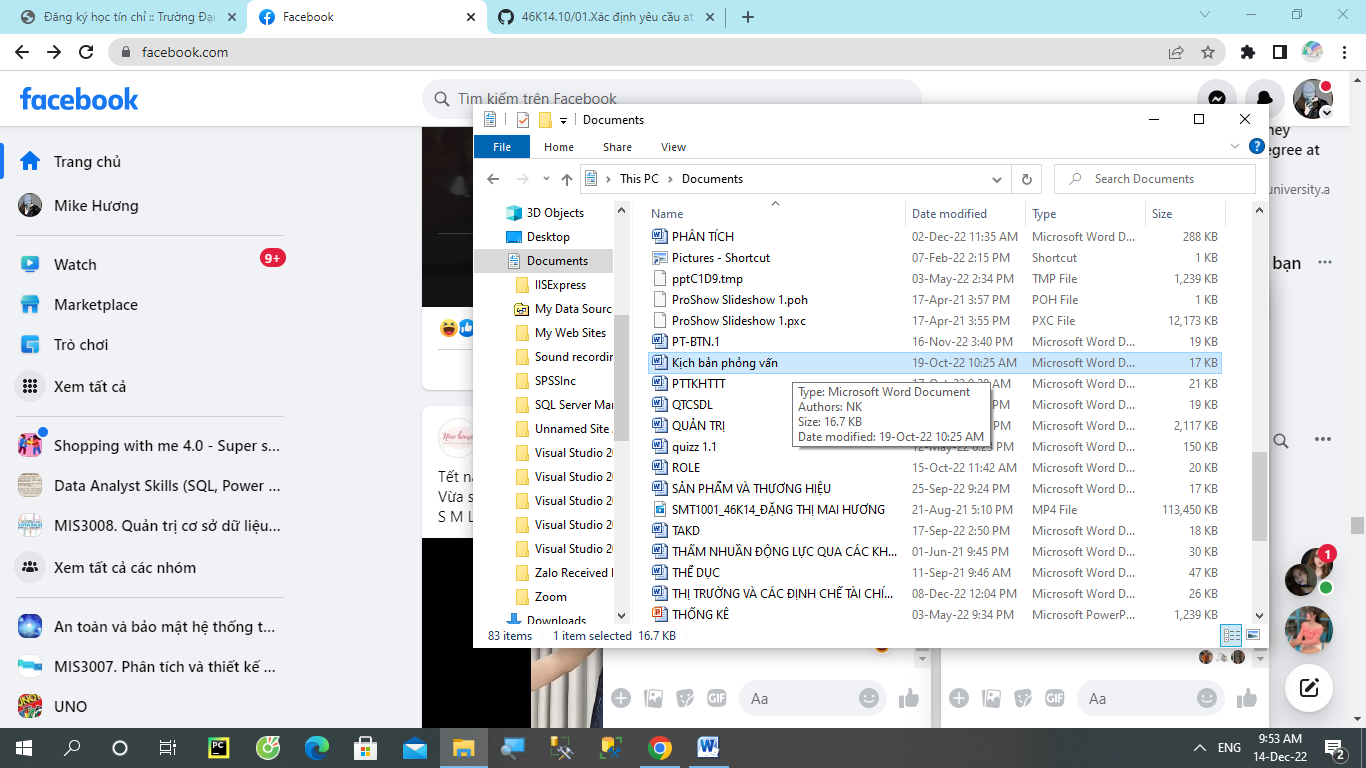 Đăng ký học tín chỉ :: Trường Đại
Facebook
46K14.10/01.Xác định yêu cầu at
facebook.com
facebook
Tìm kiếm trên Facebook
Trang chủ
Mike Hương
Watch
9+
Marketplace
Trò chơi
Xem tất cả
Shopping with me 4.0 - Super s...
Data Analyst Skills (SQL, Power ...
MIS3008. Quản trị cơ sở dữ liệu...
Xem tất cả các nhóm
An toàn và bảo mật hệ thống t...
MIS3007. Phân tích và thiết kế ...
UNO
Tết nà
Vừa s
S M L
egree at
university.a
bạn
Documents
File Home Share View
This PC > Documents
Search Documents
3D Objects
Desktop
Documents
IISExpress
My Data Sourc
My Web Sites
Sound recordin
SPSSInc
SQL Server Mar
Unnamed Site
Visual Studio 20
Visual Studio 20
Visual Studio 20
Visual Studio 20
Visual Studio 20
Zalo Received F
Zoom
Downloads
Name Date modified Type Size
PHÂN TÍCH 02-Dec-22 11:35 AM Microsoft Word D... 288 KB
Pictures - Shortcut 07-Feb-22 2:15 PM Shortcut 1 KB
pptC1D9.tmp 03-May-22 2:34 PM TMP File 1,239 KB
ProShow Slideshow 1.poh 17-Apr-21 3:57 PM POH File 1 KB
ProShow Slideshow 1.pxc 17-Apr-21 3:55 PM PXC File 12,173 KB
PT-BTN.1 16-Nov-22 3:40 PM Microsoft Word D... 19 KB
Kịch bản phỏng vấn 19-Oct-22 10:25 AM Microsoft Word D... 17 KB
PTTKHTTT Microsoft Word D... 21 KB
QTCSDL Microsoft Word D... 19 KB
QUẢN TRỊ Microsoft Word D... 2,117 KB
quizz 1.1 Microsoft Word D... 150 KB
ROLE 15-Oct-22 11:42 AM Microsoft Word D... 20 KB
SẢN PHẨM VÀ THƯƠNG HIỆU 25-Sep-22 9:24 PM Microsoft Word D... 17 KB
SMT1001_46K14_ĐẶNG THỊ MAI HƯƠNG 21-Aug-21 5:10 PM MP4 File 113,450 KB
TAKD 17-Sep-22 2:50 PM Microsoft Word D... 18 KB
THẤM NHUẦN ĐỘNG LỰC QUA CÁC KH... 01-Jun-21 9:45 PM Microsoft Word D... 30 KB
THỂ DỤC 11-Sep-21 9:46 AM Microsoft Word D... 47 KB
THỊ TRƯỜNG VÀ CÁC ĐỊNH CHẾ TÀI CHÍ... 08-Dec-22 12:04 PM Microsoft Word D... 26 KB
THỐNG KÊ 03-May-22 9:34 PM Microsoft PowerP... 1,239 KB
Type: Microsoft Word Document
Authors: NK
Size: 16.7 KB
Date modified: 19-Oct-22 10:25 AM
83 items 1 item selected 16.7 KB
1
GIF Aa
GIF Aa
ENG
9:53 AM
14-Dec-22
2